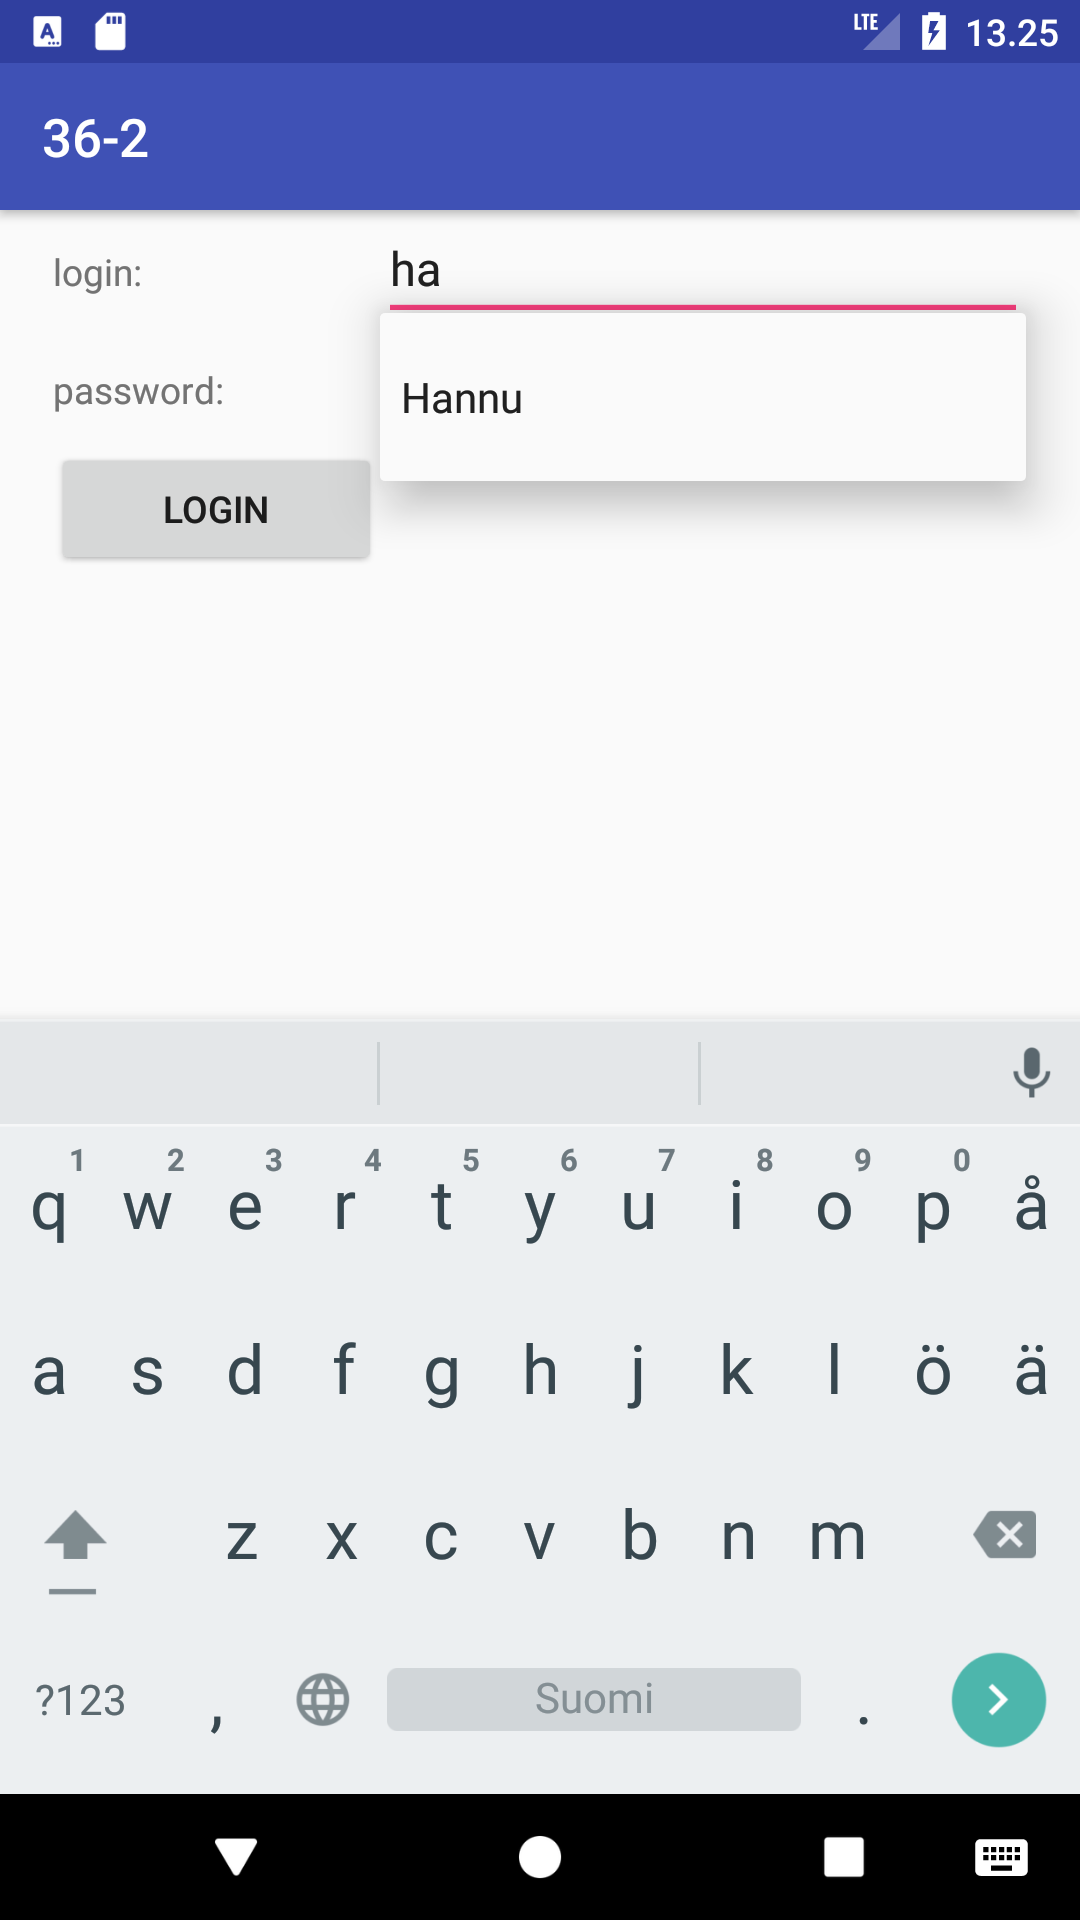 LTE 13.25
36-2
login: ha
Hannu
password:
LOGIN
1 2 3 4 5 6 7 8 9 0
q w e r t y u i o p å
a s d f g h j k l ö ä
z x c v b n m
?123 , Suomi .